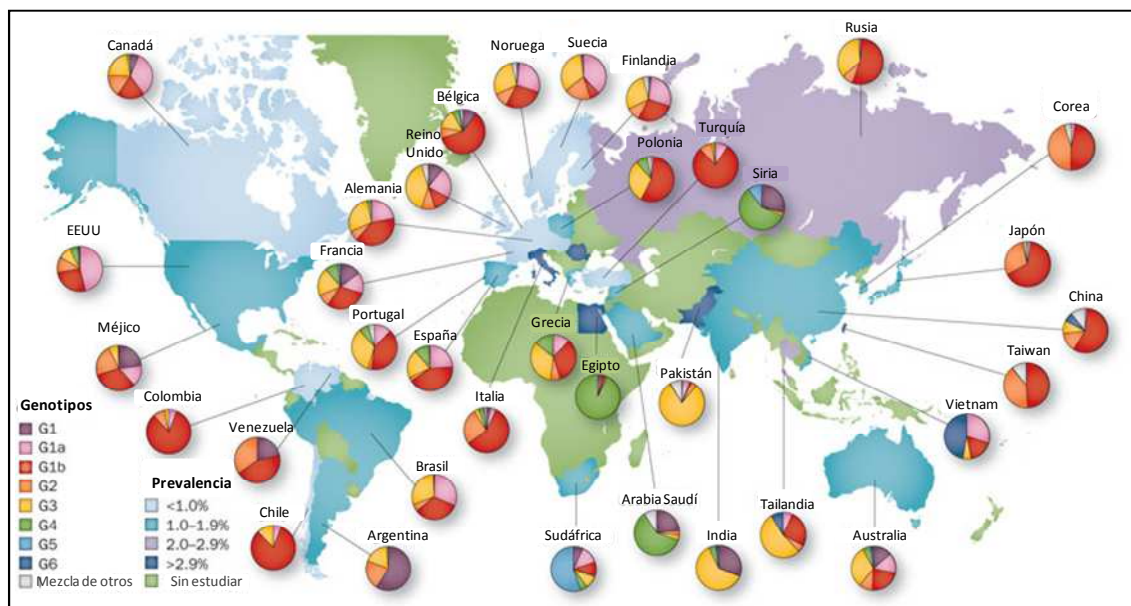 Canadá
Noruega
Suecia
Finlandia
Rusia
Bélgica
Corea
Reino
Unido
Polonia
Turquía
Siria
Alemania
EEUU
Francia
Japón
Méjico
Portugal
España
Grecia
Egipto
Pakistán
China
Taiwan
Genotipos
G1
G1a
G1b
G2
G3
G4
G5
G6
Mezcla de otros
Colombia
Venezuela
Italia
Vietnam
Prevalencia
<1.0%
1.0–1.9%
2.0–2.9%
>2.9%
Sin estudiar
Brasil
Chile
Argentina
Sudáfrica
Arabia Saudí
India
Tailandia
Australia